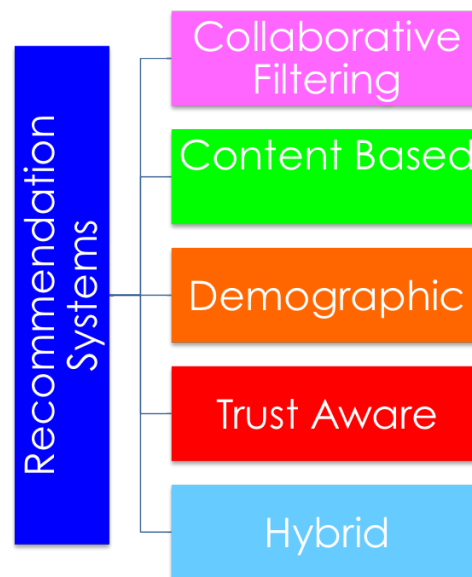 Recommendation
Systems
Collaborative
Filtering
Content Based
Demographic
Trust Aware
Hybrid